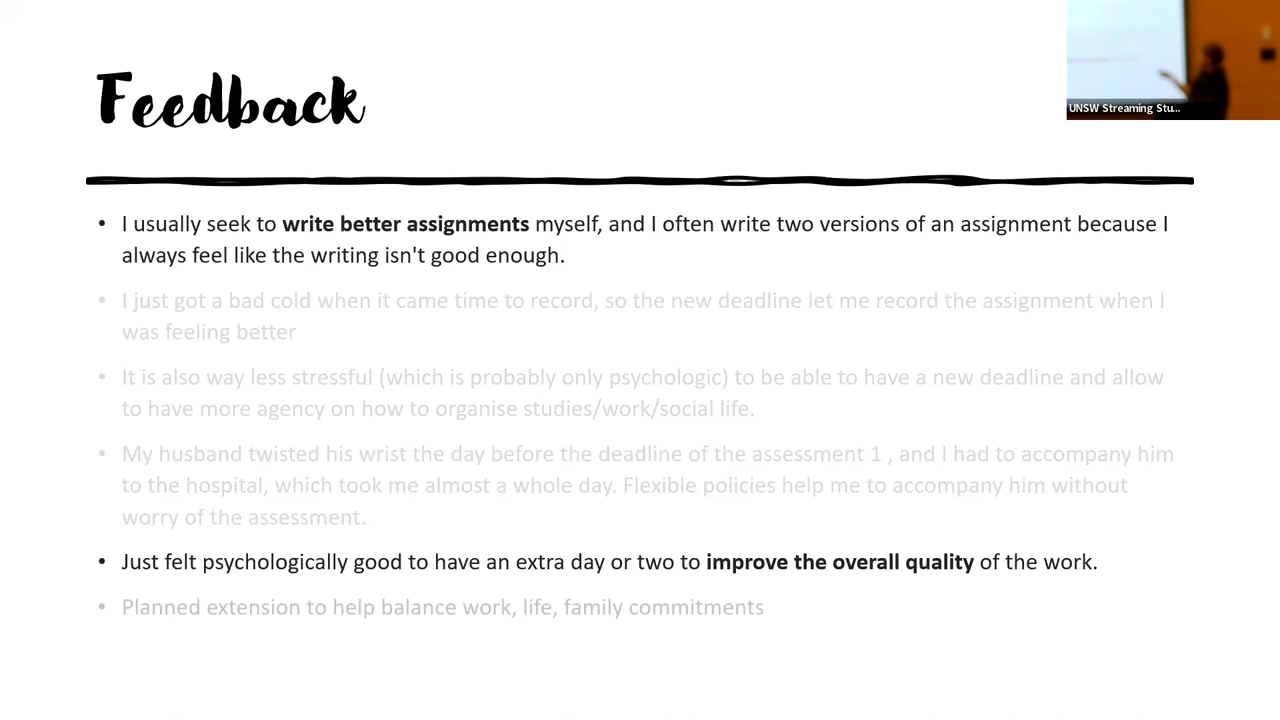 UNSW Streaming Stu...
Feedback
• I usually seek to write better assignments myself, and I often write two versions of an assignment because I
always feel like the writing isn't good enough.
• I just got a bad cold when it came time to record, so the new deadline let me record the assignment when I
was feeling better
• It is also way less stressful (which is probably only psychologic) to be able to have a new deadline and allow
to have more agency on how to organise studies/work/social life.
• My husband twisted his wrist the day before the deadline of the assessment 1 , and I had to accompany him
to the hospital, which took me almost a whole day. Flexible policies help me to accompany him without
worry of the assessment.
• Just felt psychologically good to have an extra day or two to improve the overall quality of the work.
• Planned extension to help balance work, life, family commitments